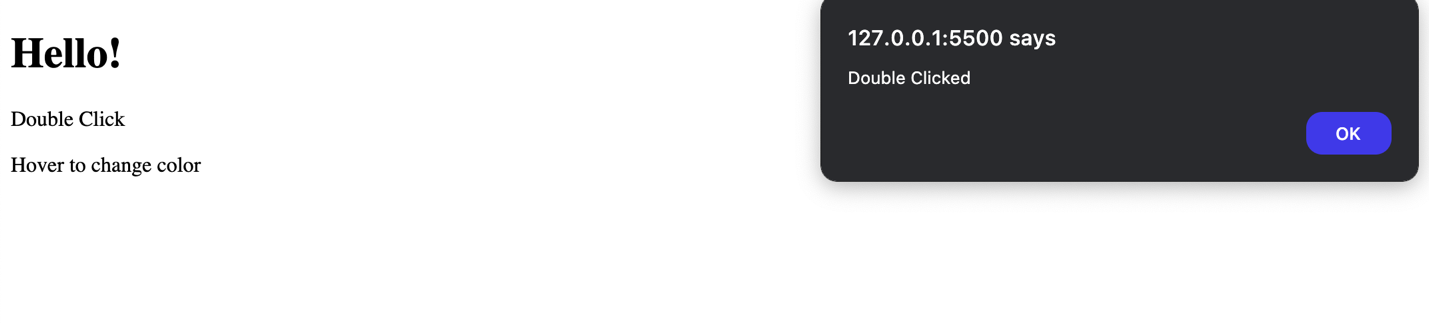 Hello!
Double Click
Hover to change color
127.0.0.1:5500 says
Double Clicked
OK